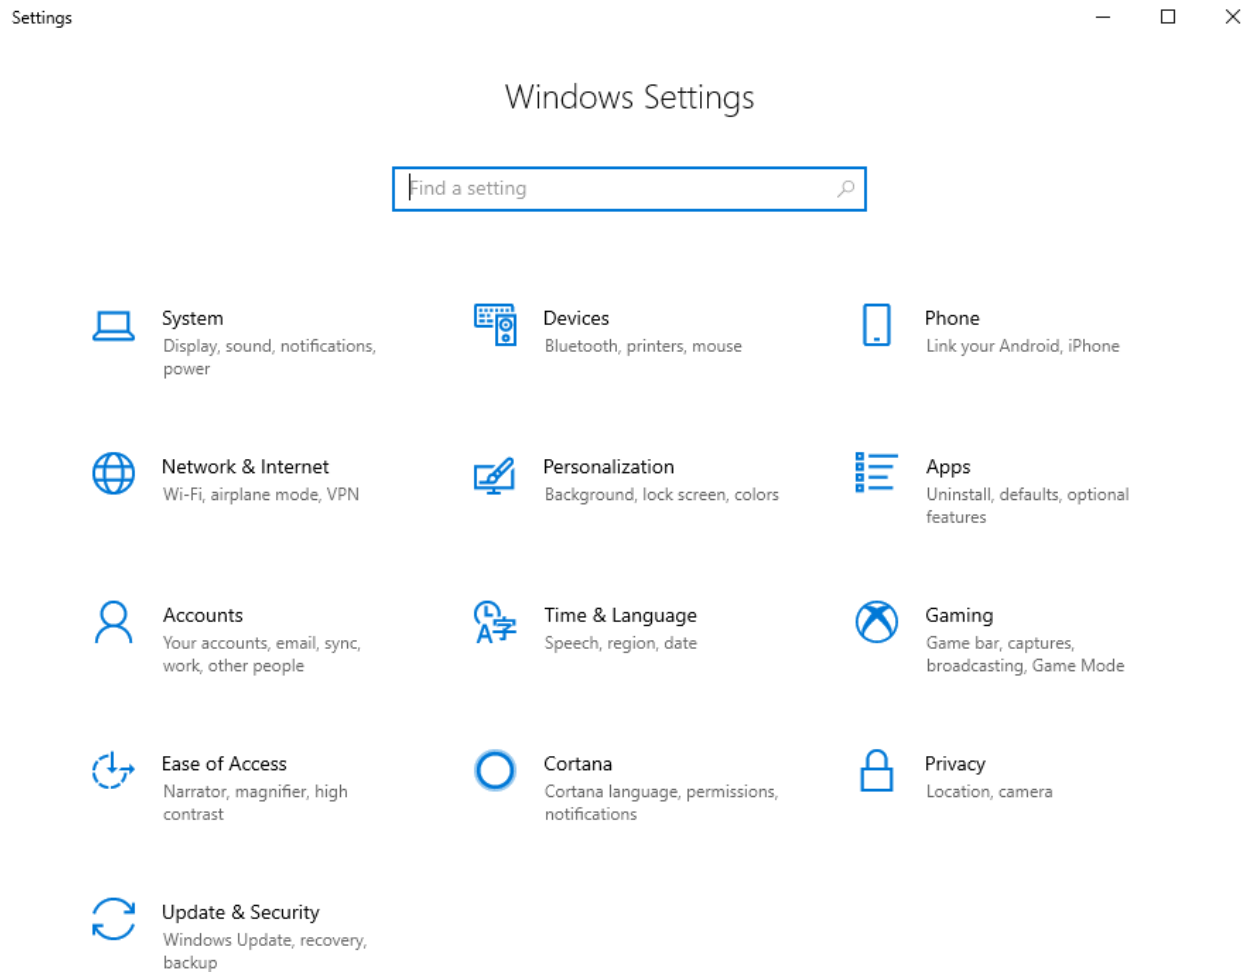 Settings
Windows Settings
Find a setting
System
Display, sound, notifications,
power
Devices
Bluetooth, printers, mouse
Phone
Link your Android, iPhone
Network & Internet
Wi-Fi, airplane mode, VPN
Personalization
Background, lock screen, colors
Apps
Uninstall, defaults, optional
features
Accounts
Your accounts, email, sync,
work, other people
Time & Language
Speech, region, date
Gaming
Game bar, captures,
broadcasting, Game Mode
Ease of Access
Narrator, magnifier, high
contrast
Cortana
Cortana language, permissions,
notifications
Privacy
Location, camera
Update & Security
Windows Update, recovery,
backup